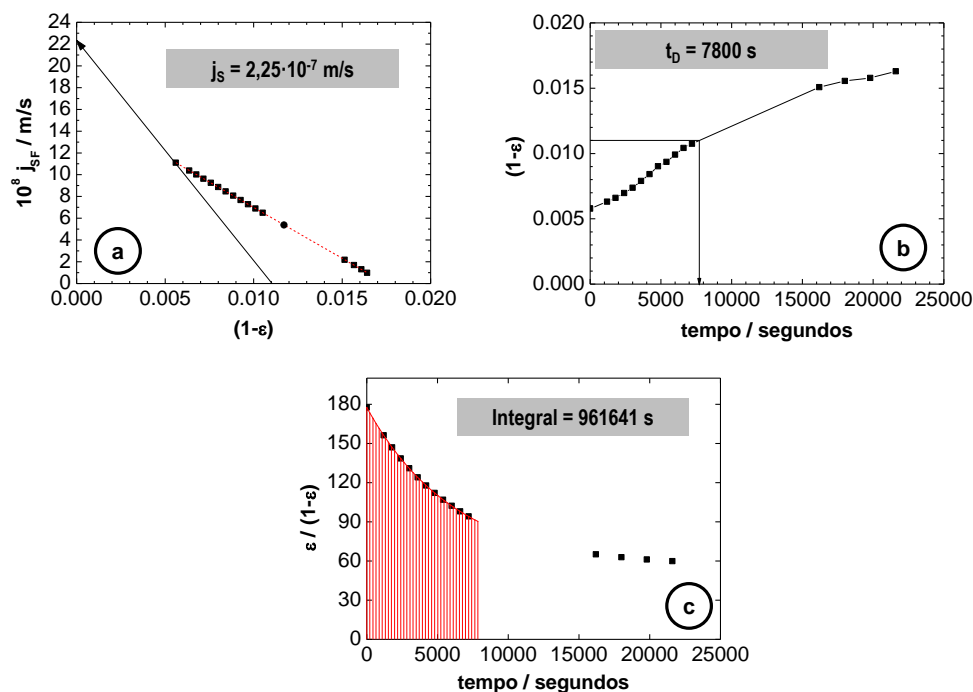 24
22
20
18
16
14
12
10
8
6
4
2
0
10⁸ jSF / m/s
jS = 2,25·10⁻⁷ m/s
a
0.000 0.005 0.010 0.015 0.020
(1-ε)
0.020
0.015
0.010
0.005
0.000
(1-ε)
tD = 7800 s
b
0 5000 10000 15000 20000 25000
tempo / segundos
180
150
120
90
60
30
0
ε / (1-ε)
Integral = 961641 s
c
0 5000 10000 15000 20000 25000
tempo / segundos